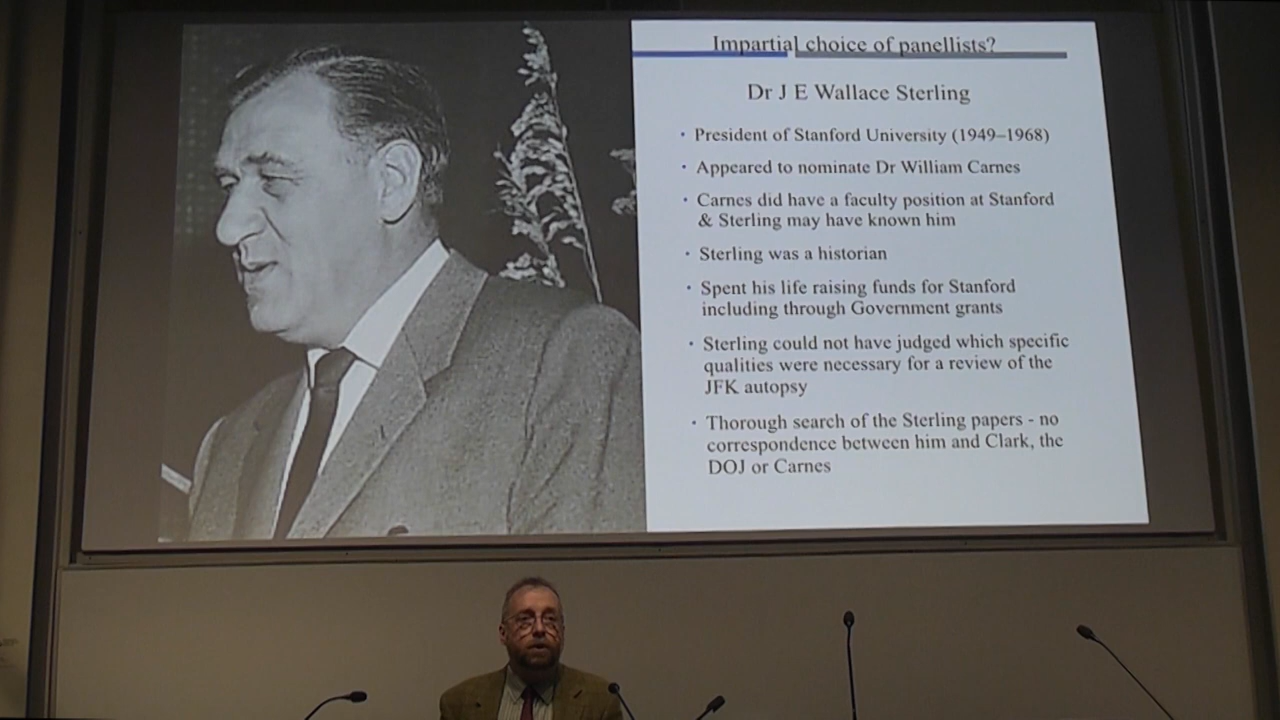 Impartial choice of panellists?
Dr J E Wallace Sterling
• President of Stanford University (1949–1968)
• Appeared to nominate Dr William Carnes
• Carnes did have a faculty position at Stanford
& Sterling may have known him
• Sterling was a historian
• Spent his life raising funds for Stanford
including through Government grants
• Sterling could not have judged which specific
qualities were necessary for a review of the
JFK autopsy
• Thorough search of the Sterling papers - no
correspondence between him and Clark, the
DOJ or Carnes